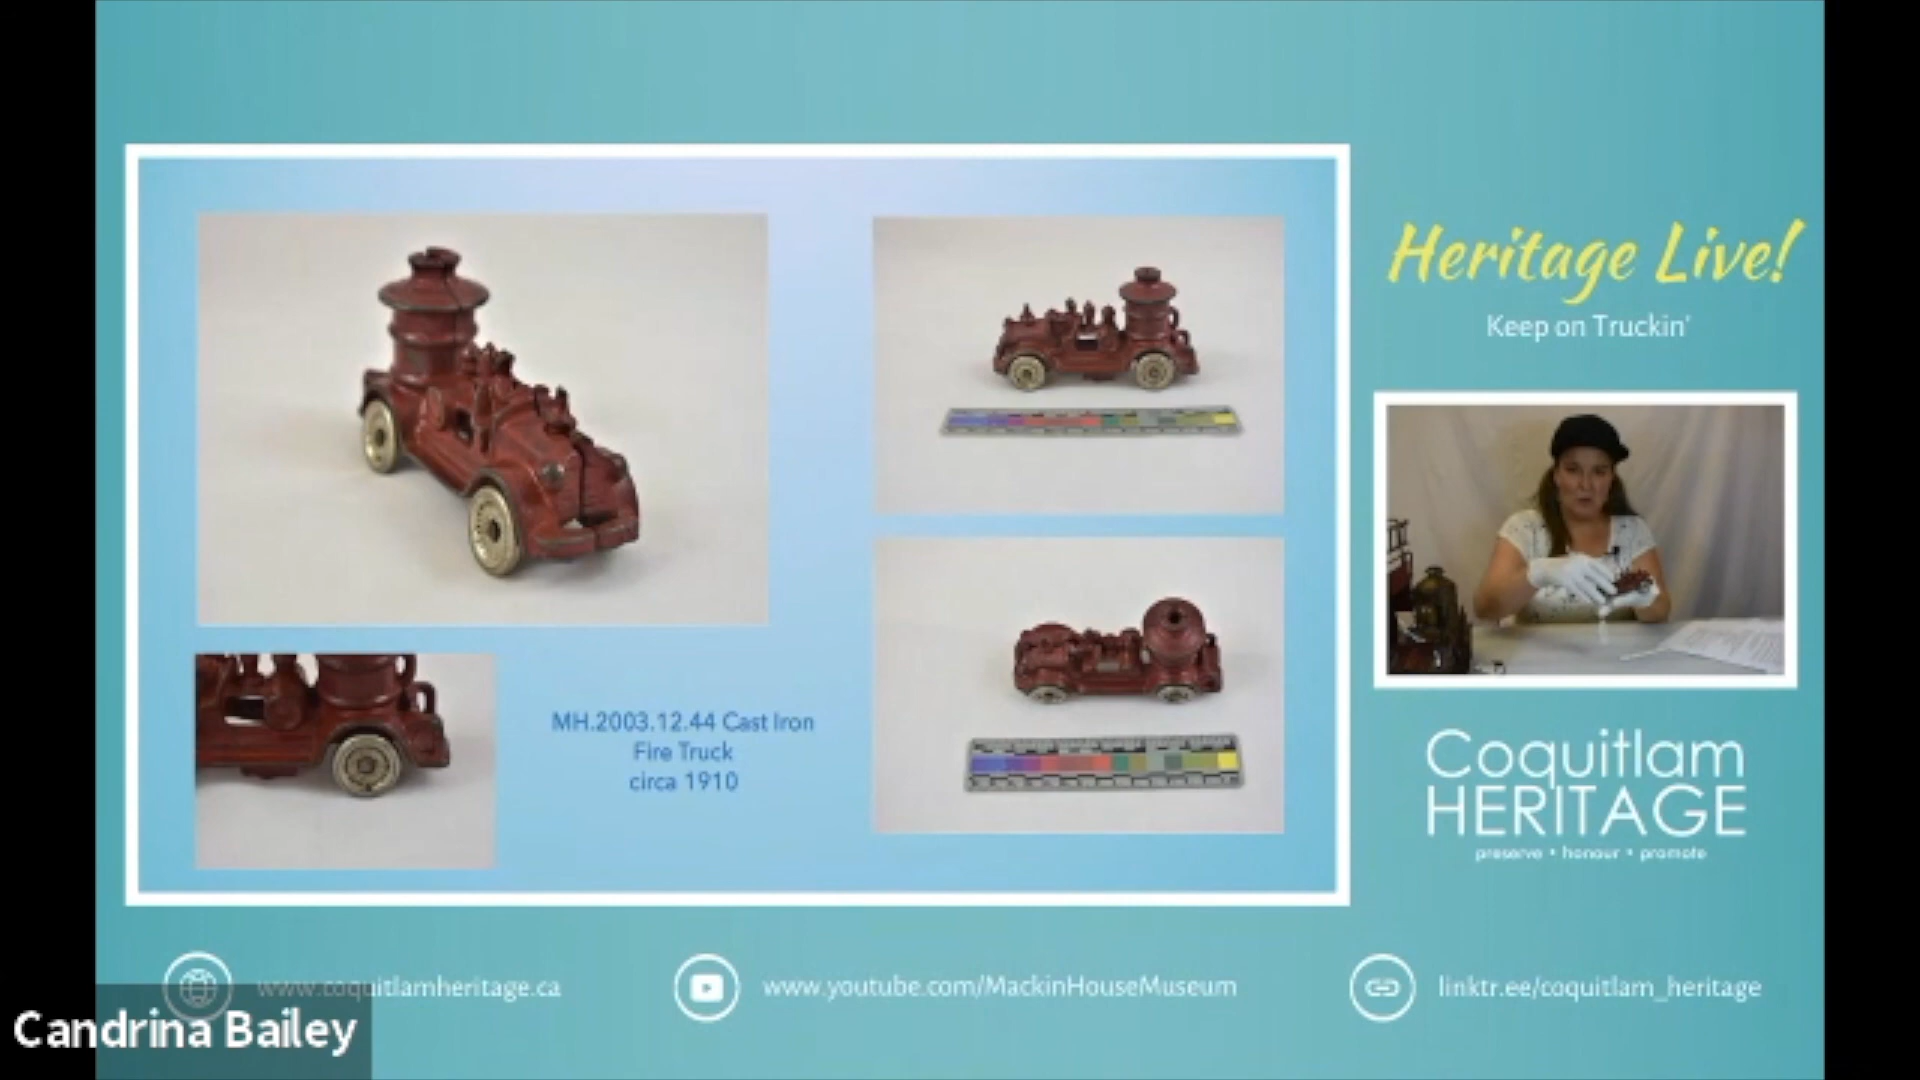 Heritage Live!
Keep on Truckin'
MH.2003.12.44 Cast Iron
Fire Truck
circa 1910
Coquitlam
HERITAGE
preserve • honour • promote
www.coquitlamheritage.ca
www.youtube.com/MackinHouseMuseum
linktr.ee/coquitlam_heritage
Candrina Bailey